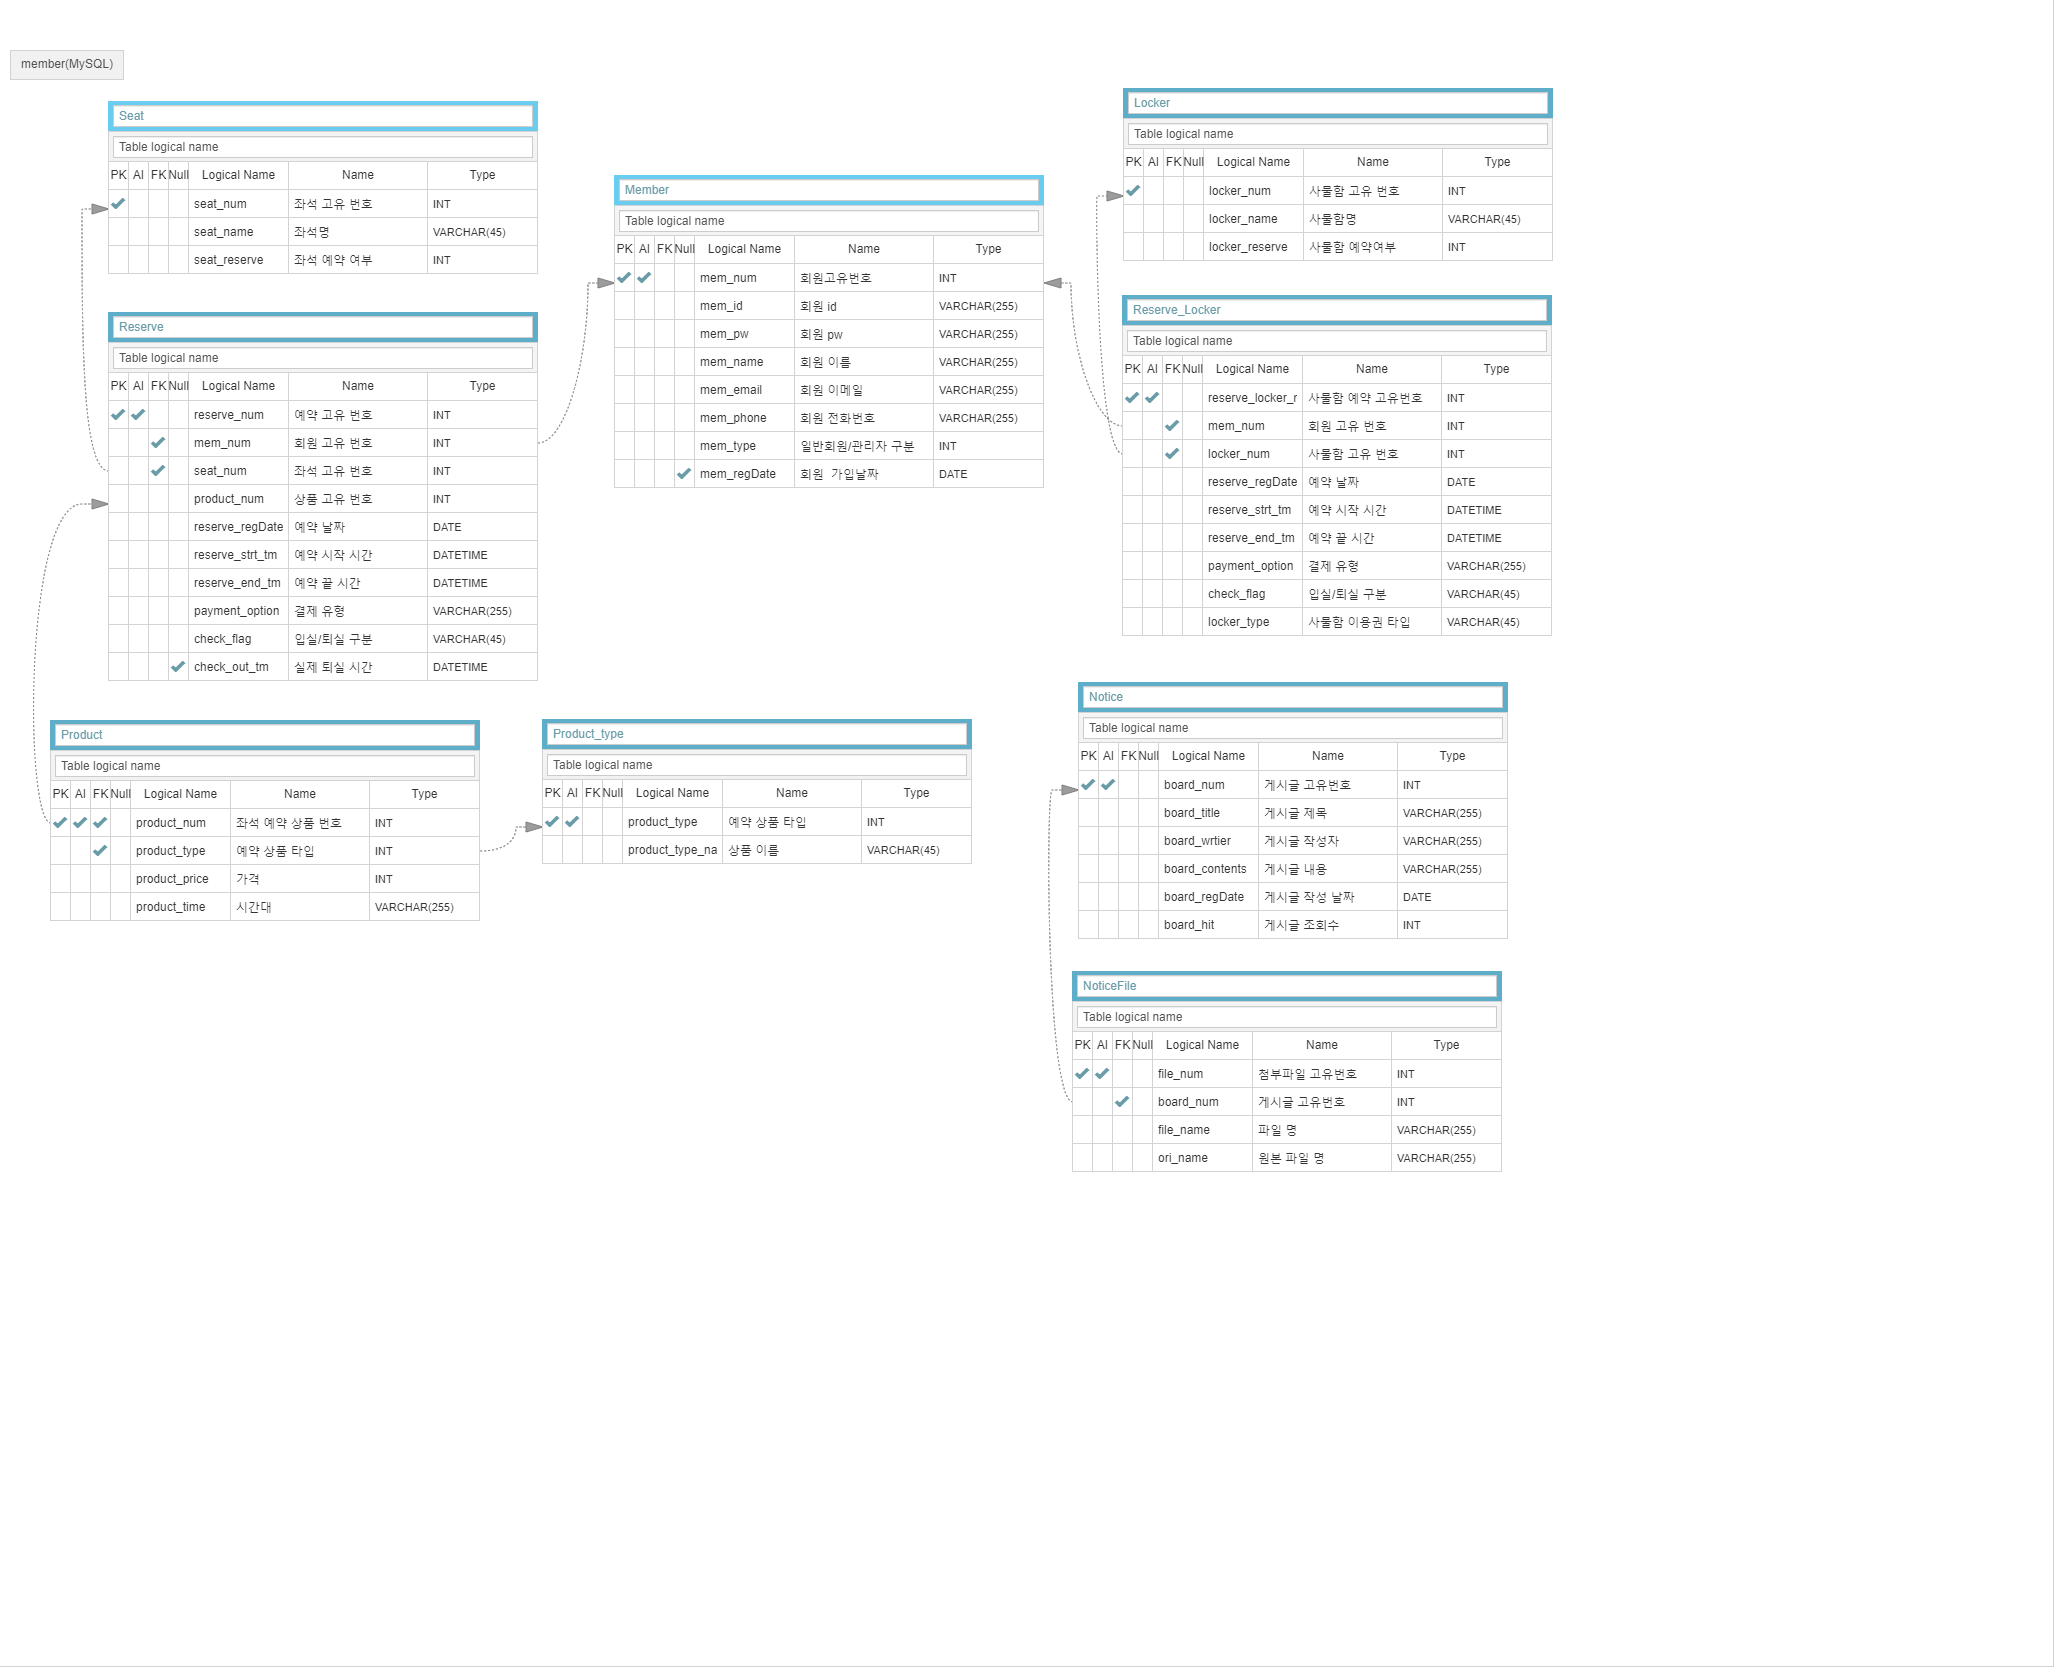 member(MySQL)
Seat
Table logical name
PK AI FK Null Logical Name Name Type
seat_num 좌석 고유 번호 INT
seat_name 좌석명 VARCHAR(45)
seat_reserve 좌석 예약 여부 INT
Reserve
Table logical name
PK AI FK Null Logical Name Name Type
reserve_num 예약 고유 번호 INT
mem_num 회원 고유 번호 INT
seat_num 좌석 고유 번호 INT
product_num 상품 고유 번호 INT
reserve_regDate 예약 날짜 DATE
reserve_strt_tm 예약 시작 시간 DATETIME
reserve_end_tm 예약 끝 시간 DATETIME
payment_option 결제 유형 VARCHAR(255)
check_flag 입실/퇴실 구분 VARCHAR(45)
check_out_tm 실제 퇴실 시간 DATETIME
Member
Table logical name
PK AI FK Null Logical Name Name Type
mem_num 회원고유번호 INT
mem_id 회원 id VARCHAR(255)
mem_pw 회원 pw VARCHAR(255)
mem_name 회원 이름 VARCHAR(255)
mem_email 회원 이메일 VARCHAR(255)
mem_phone 회원 전화번호 VARCHAR(255)
mem_type 일반회원/관리자 구분 INT
mem_regDate 회원 가입날짜 DATE
Locker
Table logical name
PK AI FK Null Logical Name Name Type
locker_num 사물함 고유 번호 INT
locker_name 사물함명 VARCHAR(45)
locker_reserve 사물함 예약여부 INT
Reserve_Locker
Table logical name
PK AI FK Null Logical Name Name Type
reserve_locker_r 사물함 예약 고유번호 INT
mem_num 회원 고유 번호 INT
locker_num 사물함 고유 번호 INT
reserve_regDate 예약 날짜 DATE
reserve_strt_tm 예약 시작 시간 DATETIME
reserve_end_tm 예약 끝 시간 DATETIME
payment_option 결제 유형 VARCHAR(255)
check_flag 입실/퇴실 구분 VARCHAR(45)
locker_type 사물함 이용권 타입 VARCHAR(45)
Product
Table logical name
PK AI FK Null Logical Name Name Type
product_num 좌석 예약 상품 번호 INT
product_type 예약 상품 타입 INT
product_price 가격 INT
product_time 시간대 VARCHAR(255)
Product_type
Table logical name
PK AI FK Null Logical Name Name Type
product_type 예약 상품 타입 INT
product_type_na 상품 이름 VARCHAR(45)
Notice
Table logical name
PK AI FK Null Logical Name Name Type
board_num 게시글 고유번호 INT
board_title 게시글 제목 VARCHAR(255)
board_wrtier 게시글 작성자 VARCHAR(255)
board_contents 게시글 내용 VARCHAR(255)
board_regDate 게시글 작성 날짜 DATE
board_hit 게시글 조회수 INT
NoticeFile
Table logical name
PK AI FK Null Logical Name Name Type
file_num 첨부파일 고유번호 INT
board_num 게시글 고유번호 INT
file_name 파일 명 VARCHAR(255)
ori_name 원본 파일 명 VARCHAR(255)